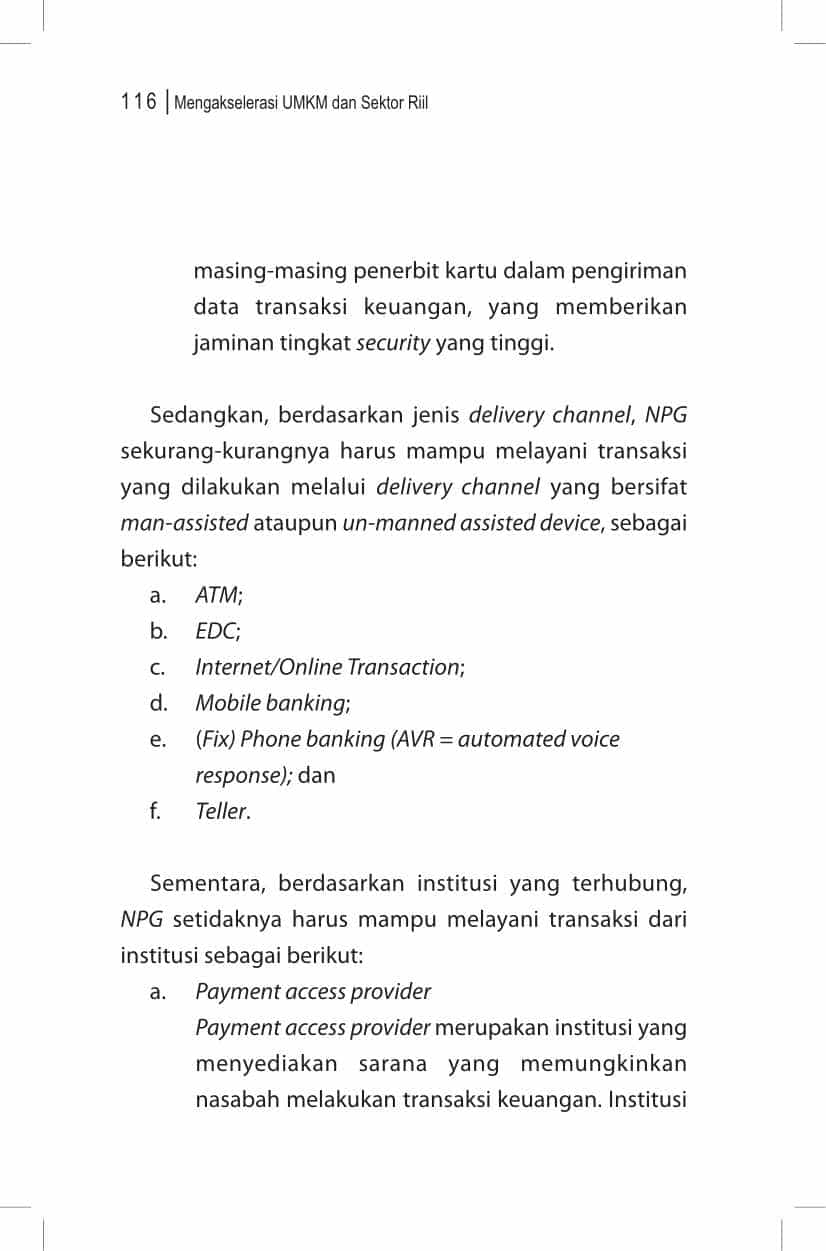 116 | Mengakselerasi UMKM dan Sektor Riil
masing-masing penerbit kartu dalam pengiriman
data transaksi keuangan, yang memberikan
jaminan tingkat security yang tinggi.
Sedangkan, berdasarkan jenis delivery channel, NPG
sekurang-kurangnya harus mampu melayani transaksi
yang dilakukan melalui delivery channel yang bersifat
man-assisted ataupun un-manned assisted device, sebagai
berikut:
a. ATM;
b. EDC;
c. Internet/Online Transaction;
d. Mobile banking;
e. (Fix) Phone banking (AVR = automated voice
response); dan
f. Teller.
Sementara, berdasarkan institusi yang terhubung,
NPG setidaknya harus mampu melayani transaksi dari
institusi sebagai berikut:
a. Payment access provider
Payment access provider merupakan institusi yang
menyediakan sarana yang memungkinkan
nasabah melakukan transaksi keuangan. Institusi